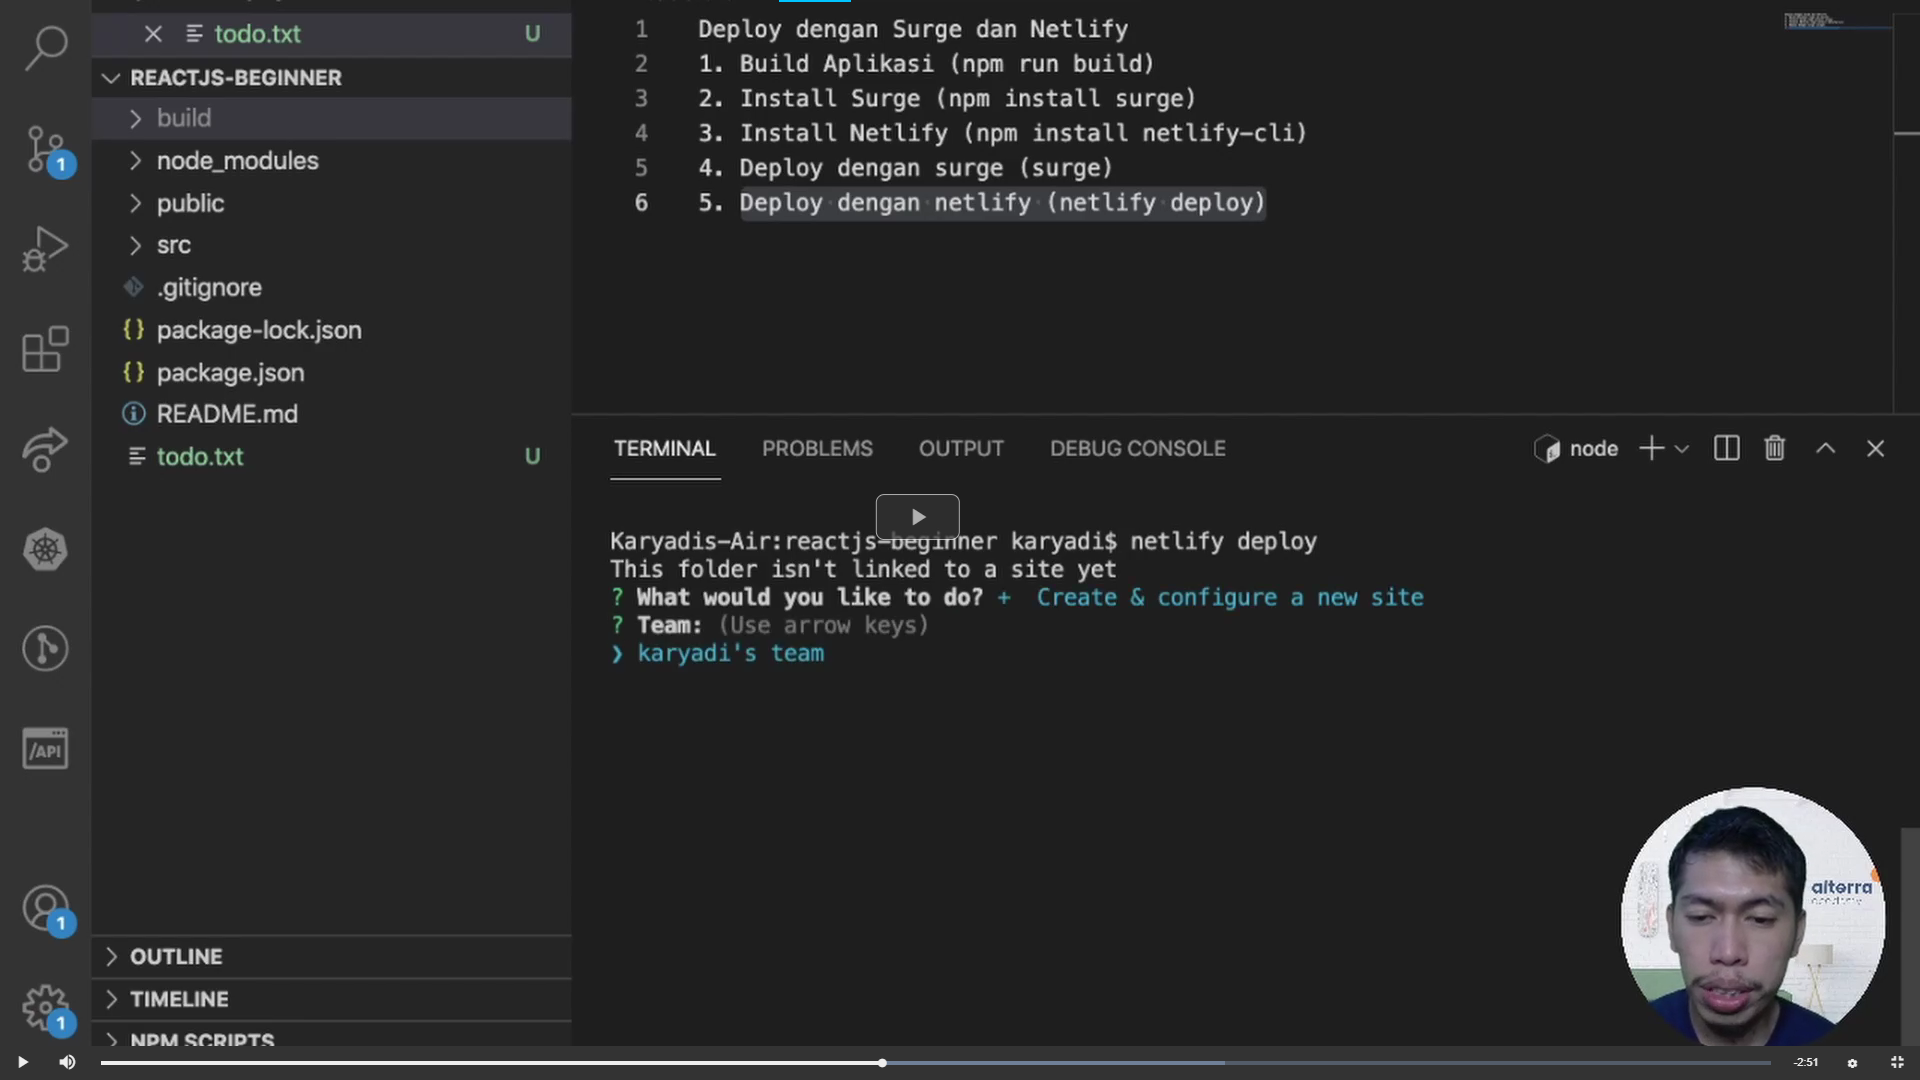 todo.txt U
REACTJS-BEGINNER
build
node_modules
public
src
.gitignore
{} package-lock.json
{} package.json
README.md
todo.txt U
OUTLINE
TIMELINE
NPM SCRIPTS
1
/API
1
1
1 Deploy dengan Surge dan Netlify
2 1. Build Aplikasi (npm run build)
3 2. Install Surge (npm install surge)
4 3. Install Netlify (npm install netlify-cli)
5 4. Deploy dengan surge (surge)
6 5. Deploy dengan netlify (netlify deploy)
TERMINAL PROBLEMS OUTPUT DEBUG CONSOLE node
Karyadis-Air:reactjs-beginner karyadi$ netlify deploy
This folder isn't linked to a site yet
? What would you like to do? + Create & configure a new site
? Team: (Use arrow keys)
❯ karyadi's team
alterra
academy
-2:51